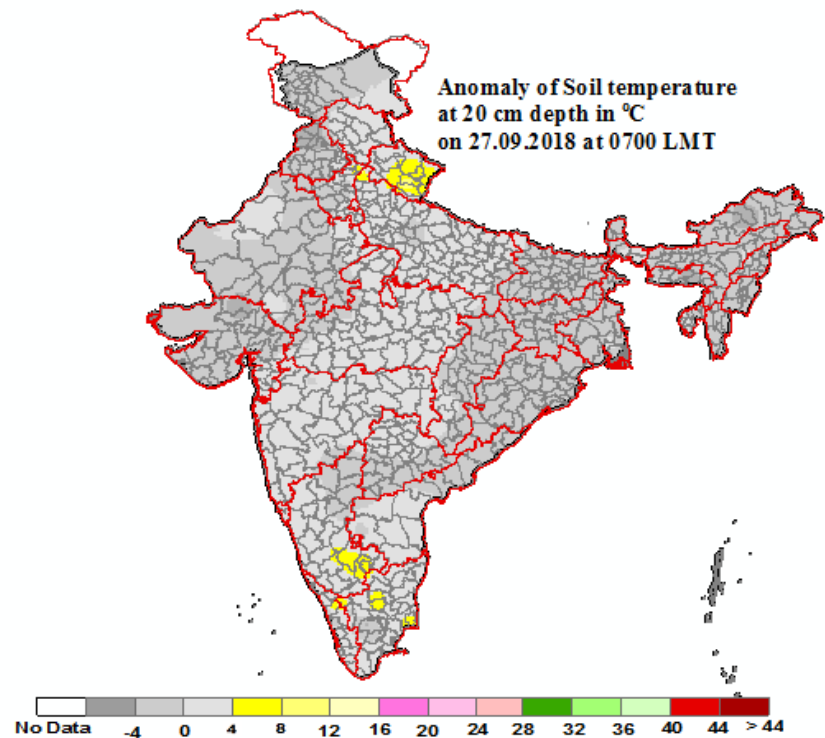 Anomaly of Soil temperature
at 20 cm depth in ⁰C
on 27.09.2018 at 0700 LMT
No Data -4 0 4 8 12 16 20 24 28 32 36 40 44 > 44